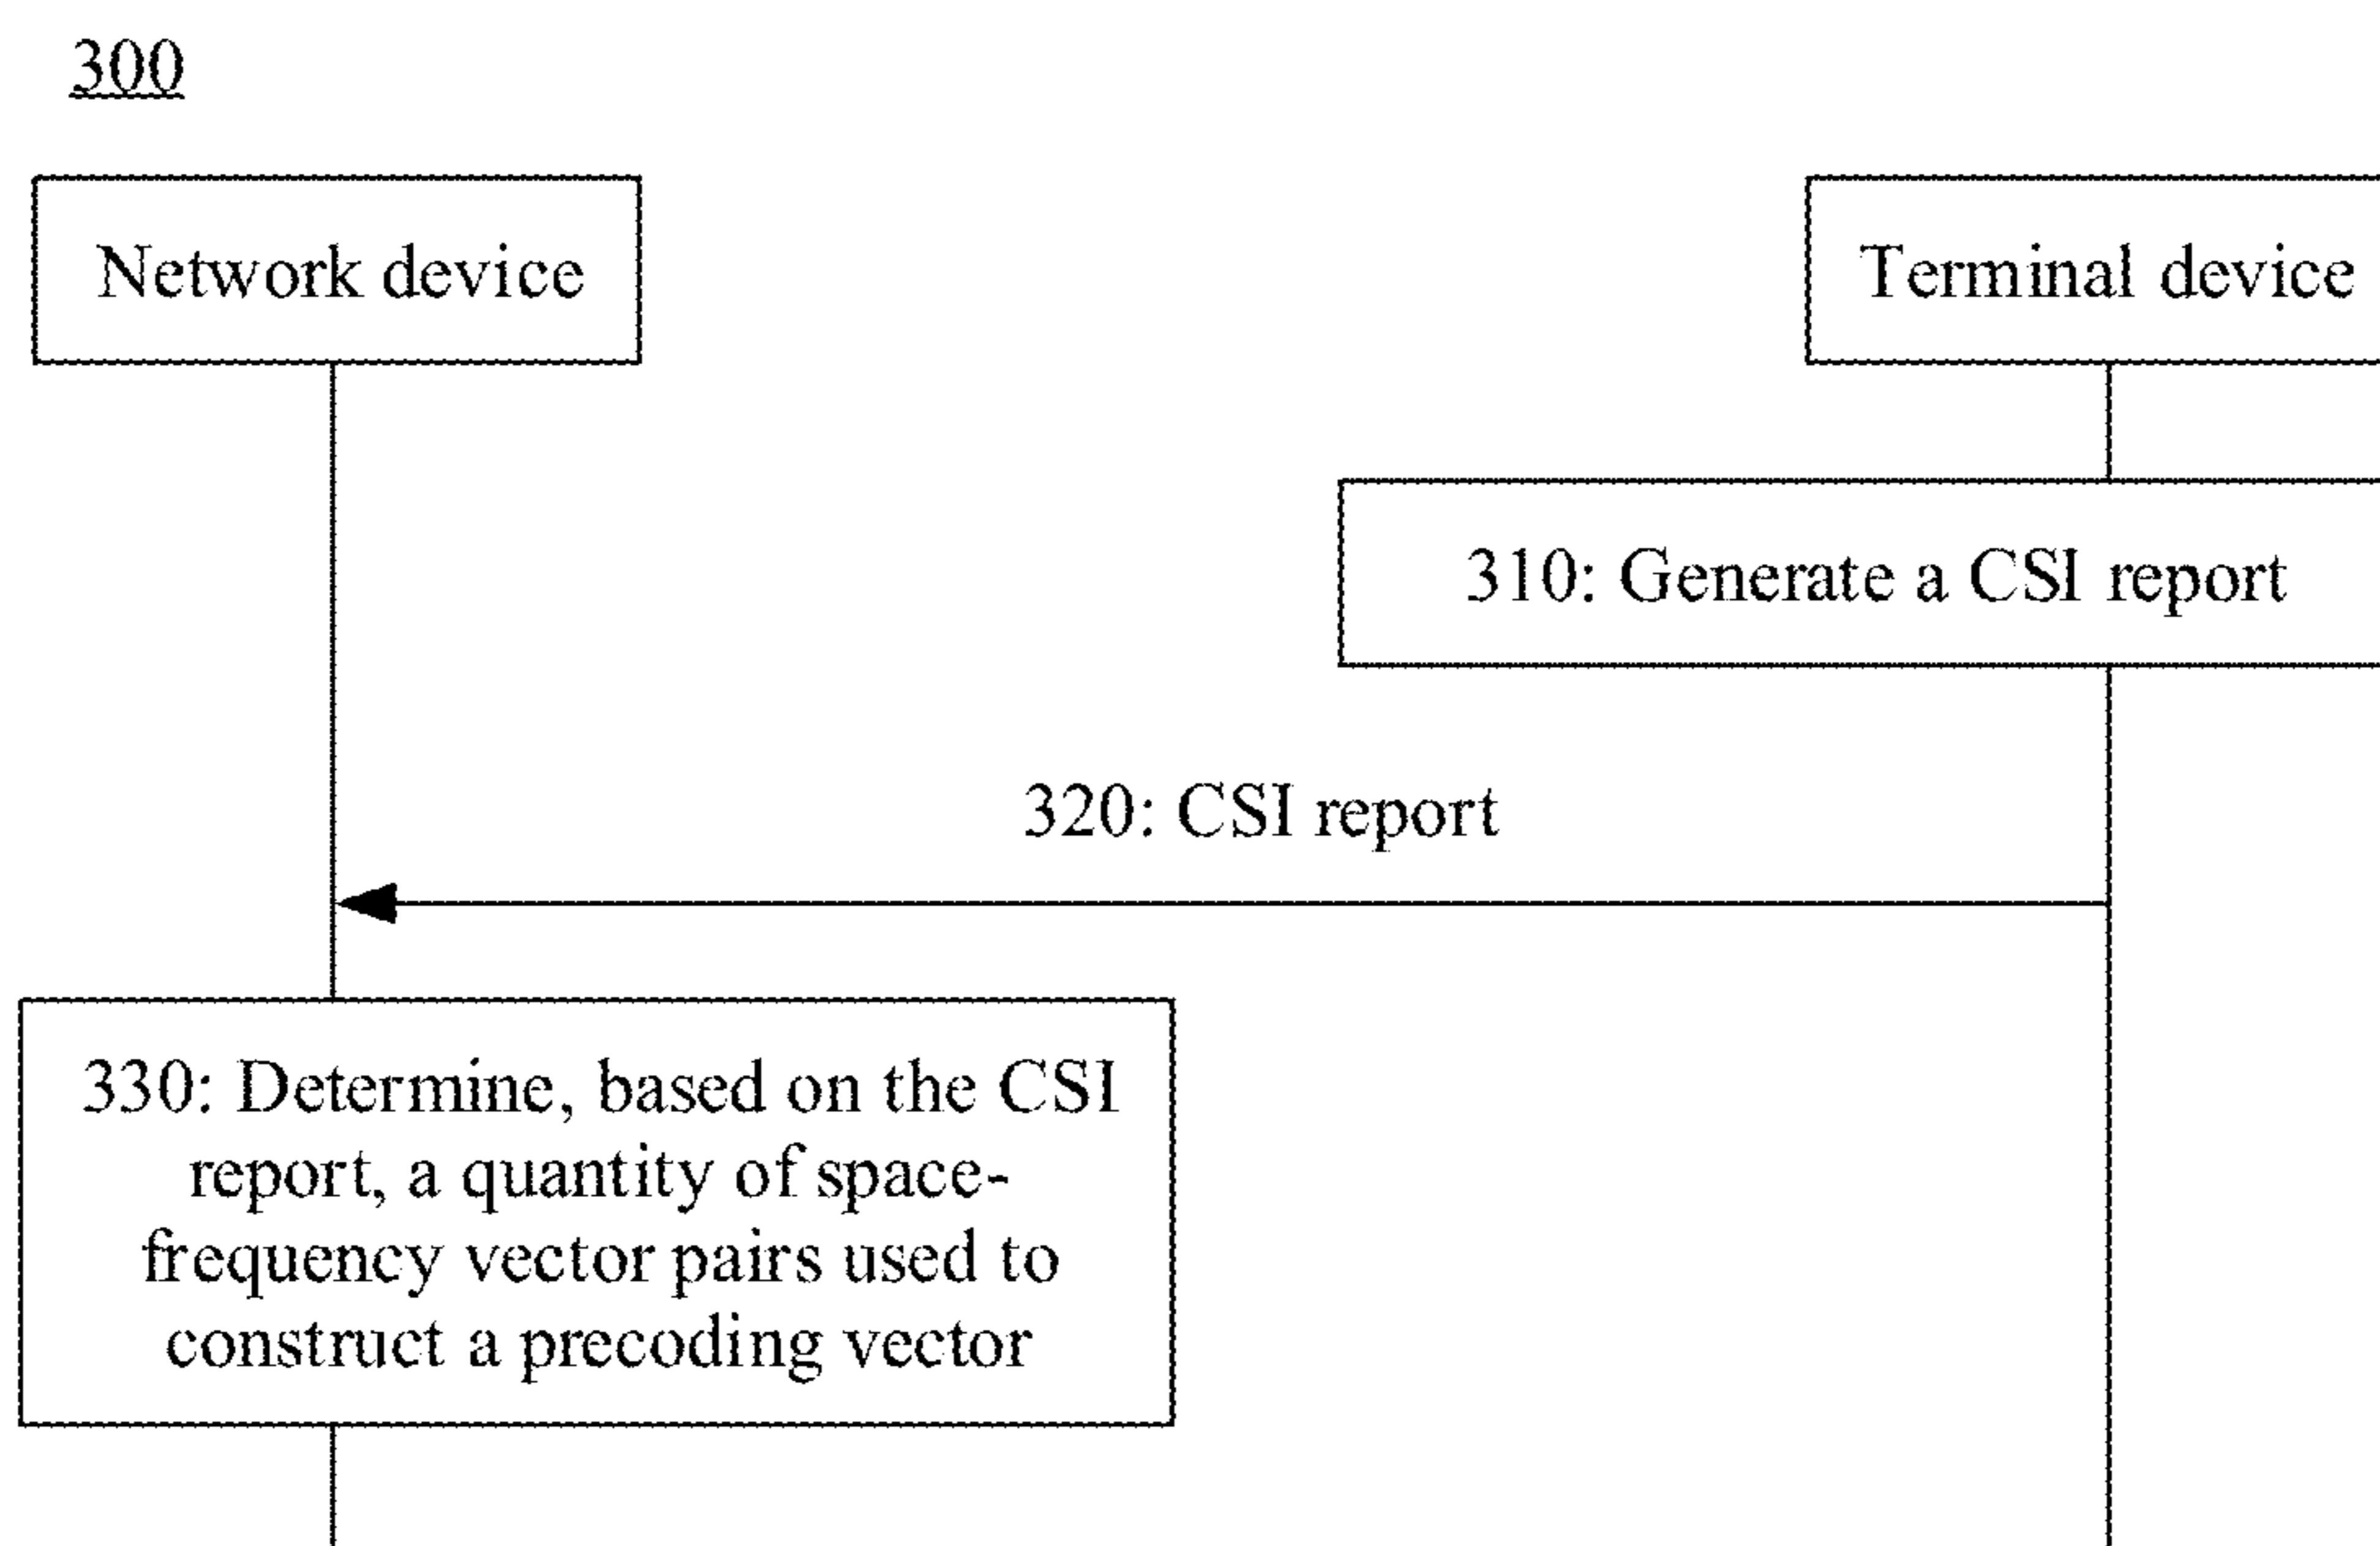 300
Network device
Terminal device
310: Generate a CSI report
320: CSI report
330: Determine, based on the CSI
report, a quantity of space-
frequency vector pairs used to
construct a precoding vector